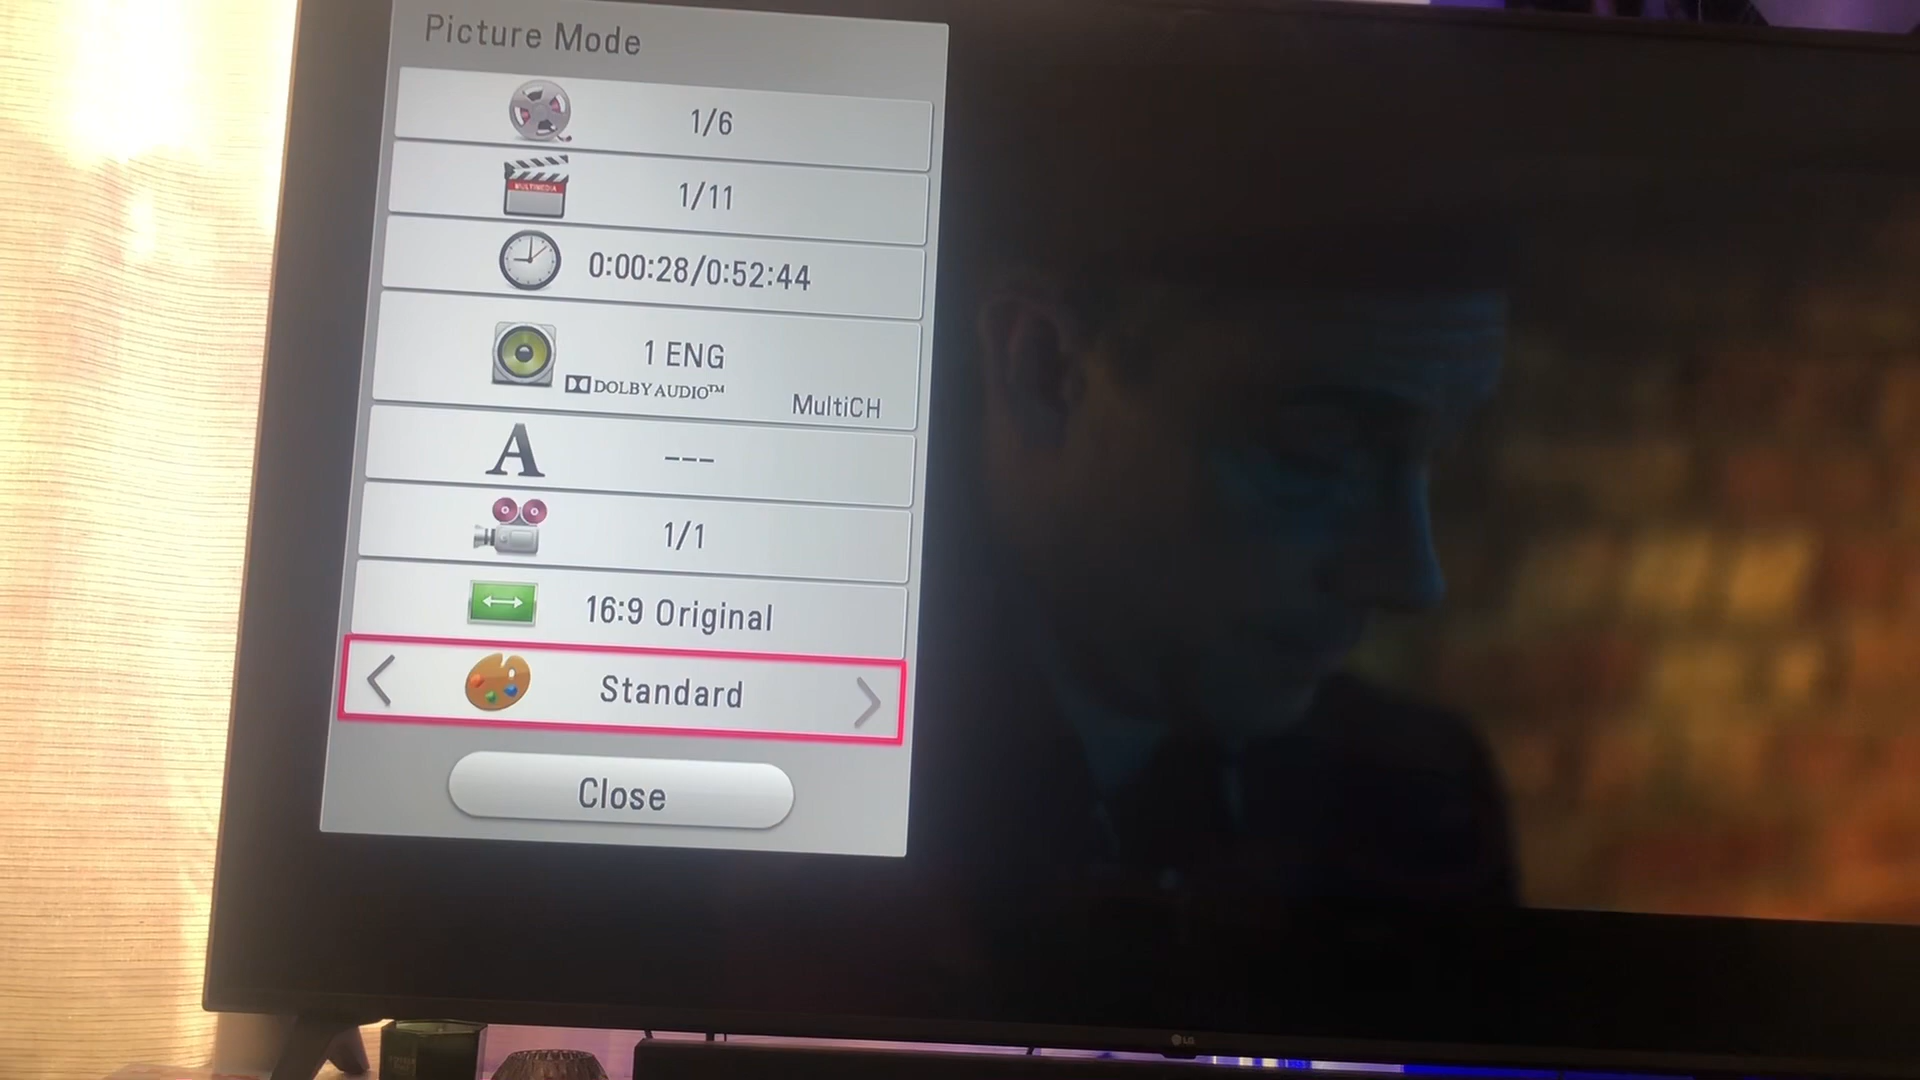 Picture Mode
1/6
MULTIMEDIA
1/11
0:00:28/0:52:44
1 ENG
DOLBY AUDIO™
MultiCH
A
---
1/1
16:9 Original
Standard
Close
LG